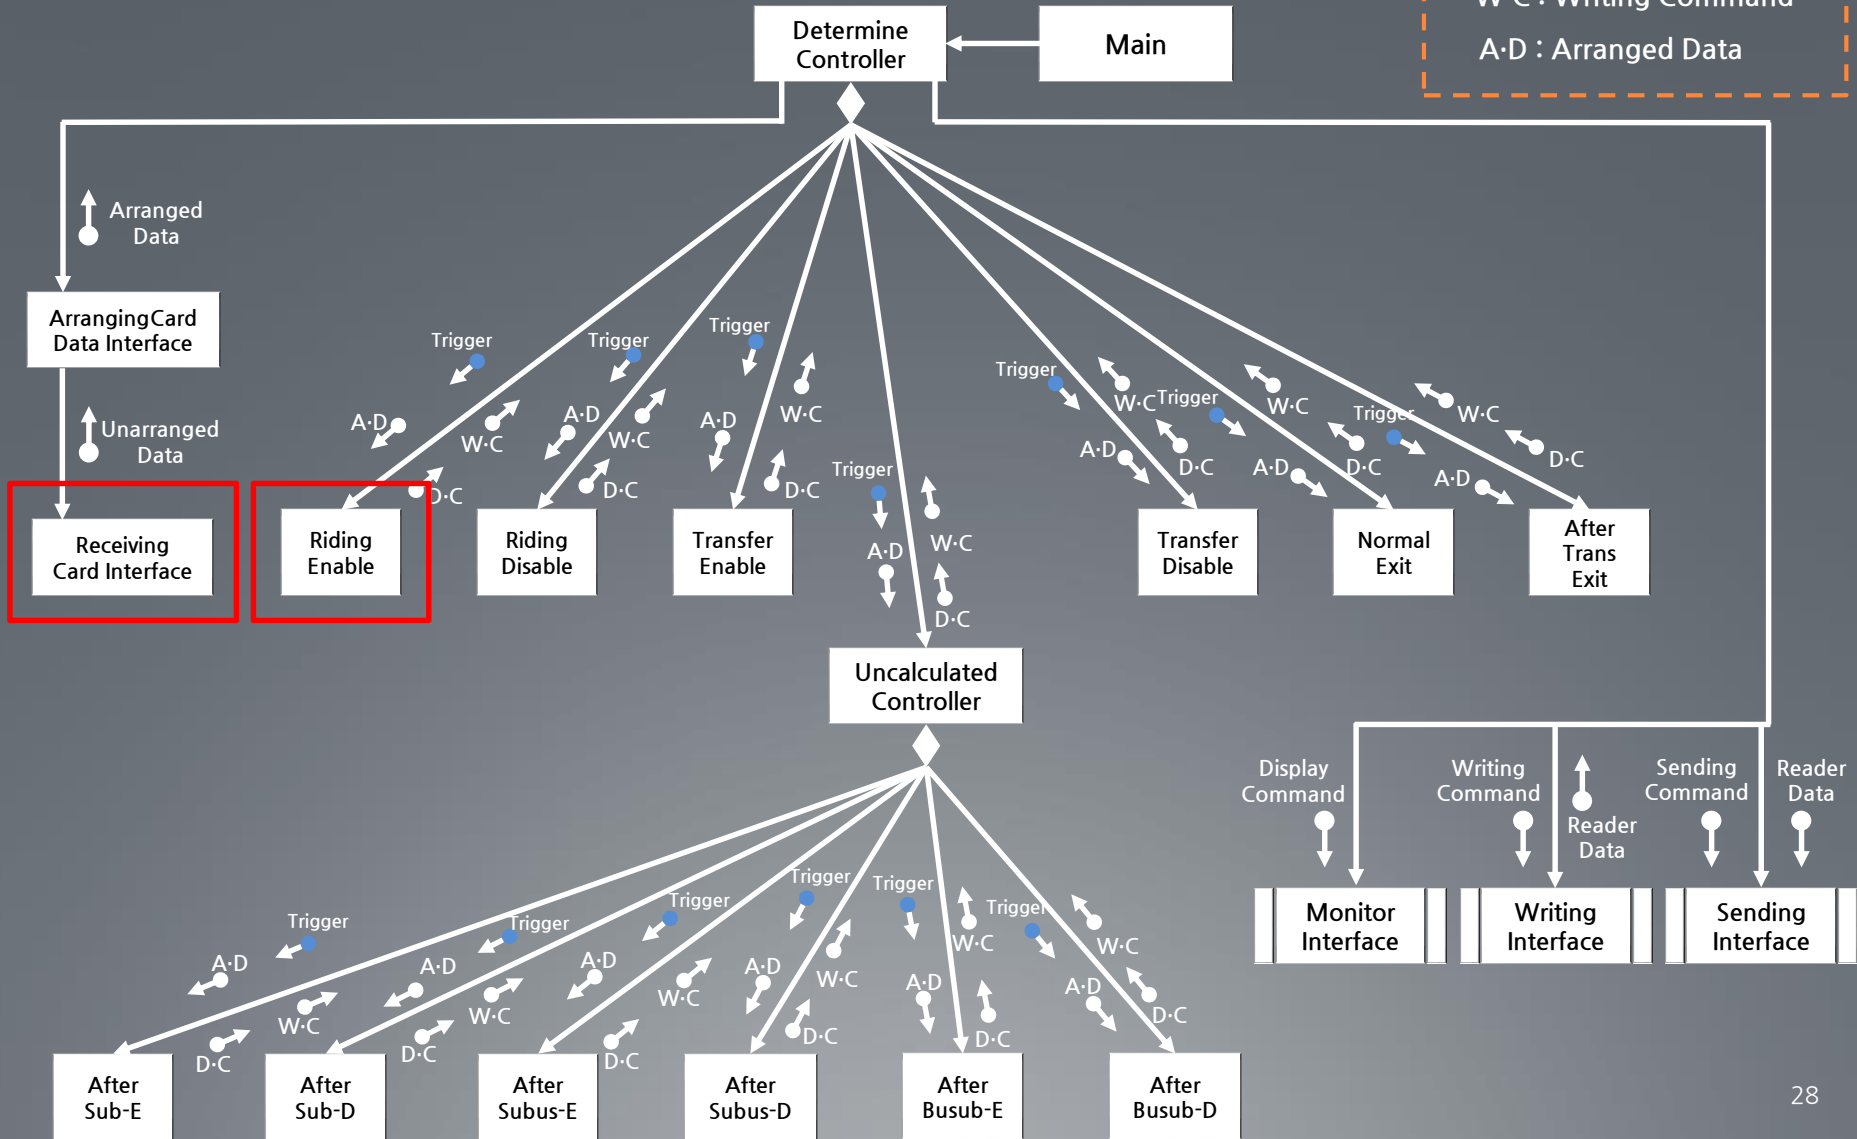 W·C : Writing Command
A·D : Arranged Data
Determine
Controller
Main
Arranged
Data
ArrangingCard
Data Interface
Unarranged
Data
Receiving
Card Interface
Trigger
A·D
W·C
D·C
Riding
Enable
Trigger
A·D
W·C
D·C
Riding
Disable
Trigger
A·D
W·C
D·C
Transfer
Enable
Trigger
A·D
W·C
D·C
Uncalculated
Controller
Trigger
W·C
A·D
D·C
Transfer
Disable
Trigger
W·C
A·D
D·C
Normal
Exit
Trigger
W·C
A·D
D·C
After
Trans
Exit
Display
Command
Monitor
Interface
Writing
Command
Reader
Data
Writing
Interface
Sending
Command
Reader
Data
Sending
Interface
Trigger
A·D
W·C
D·C
After
Sub-E
Trigger
A·D
W·C
D·C
After
Sub-D
Trigger
A·D
W·C
D·C
After
Subus-E
Trigger
A·D
W·C
D·C
After
Subus-D
Trigger
W·C
A·D
D·C
After
Busub-E
Trigger
W·C
A·D
D·C
After
Busub-D
28